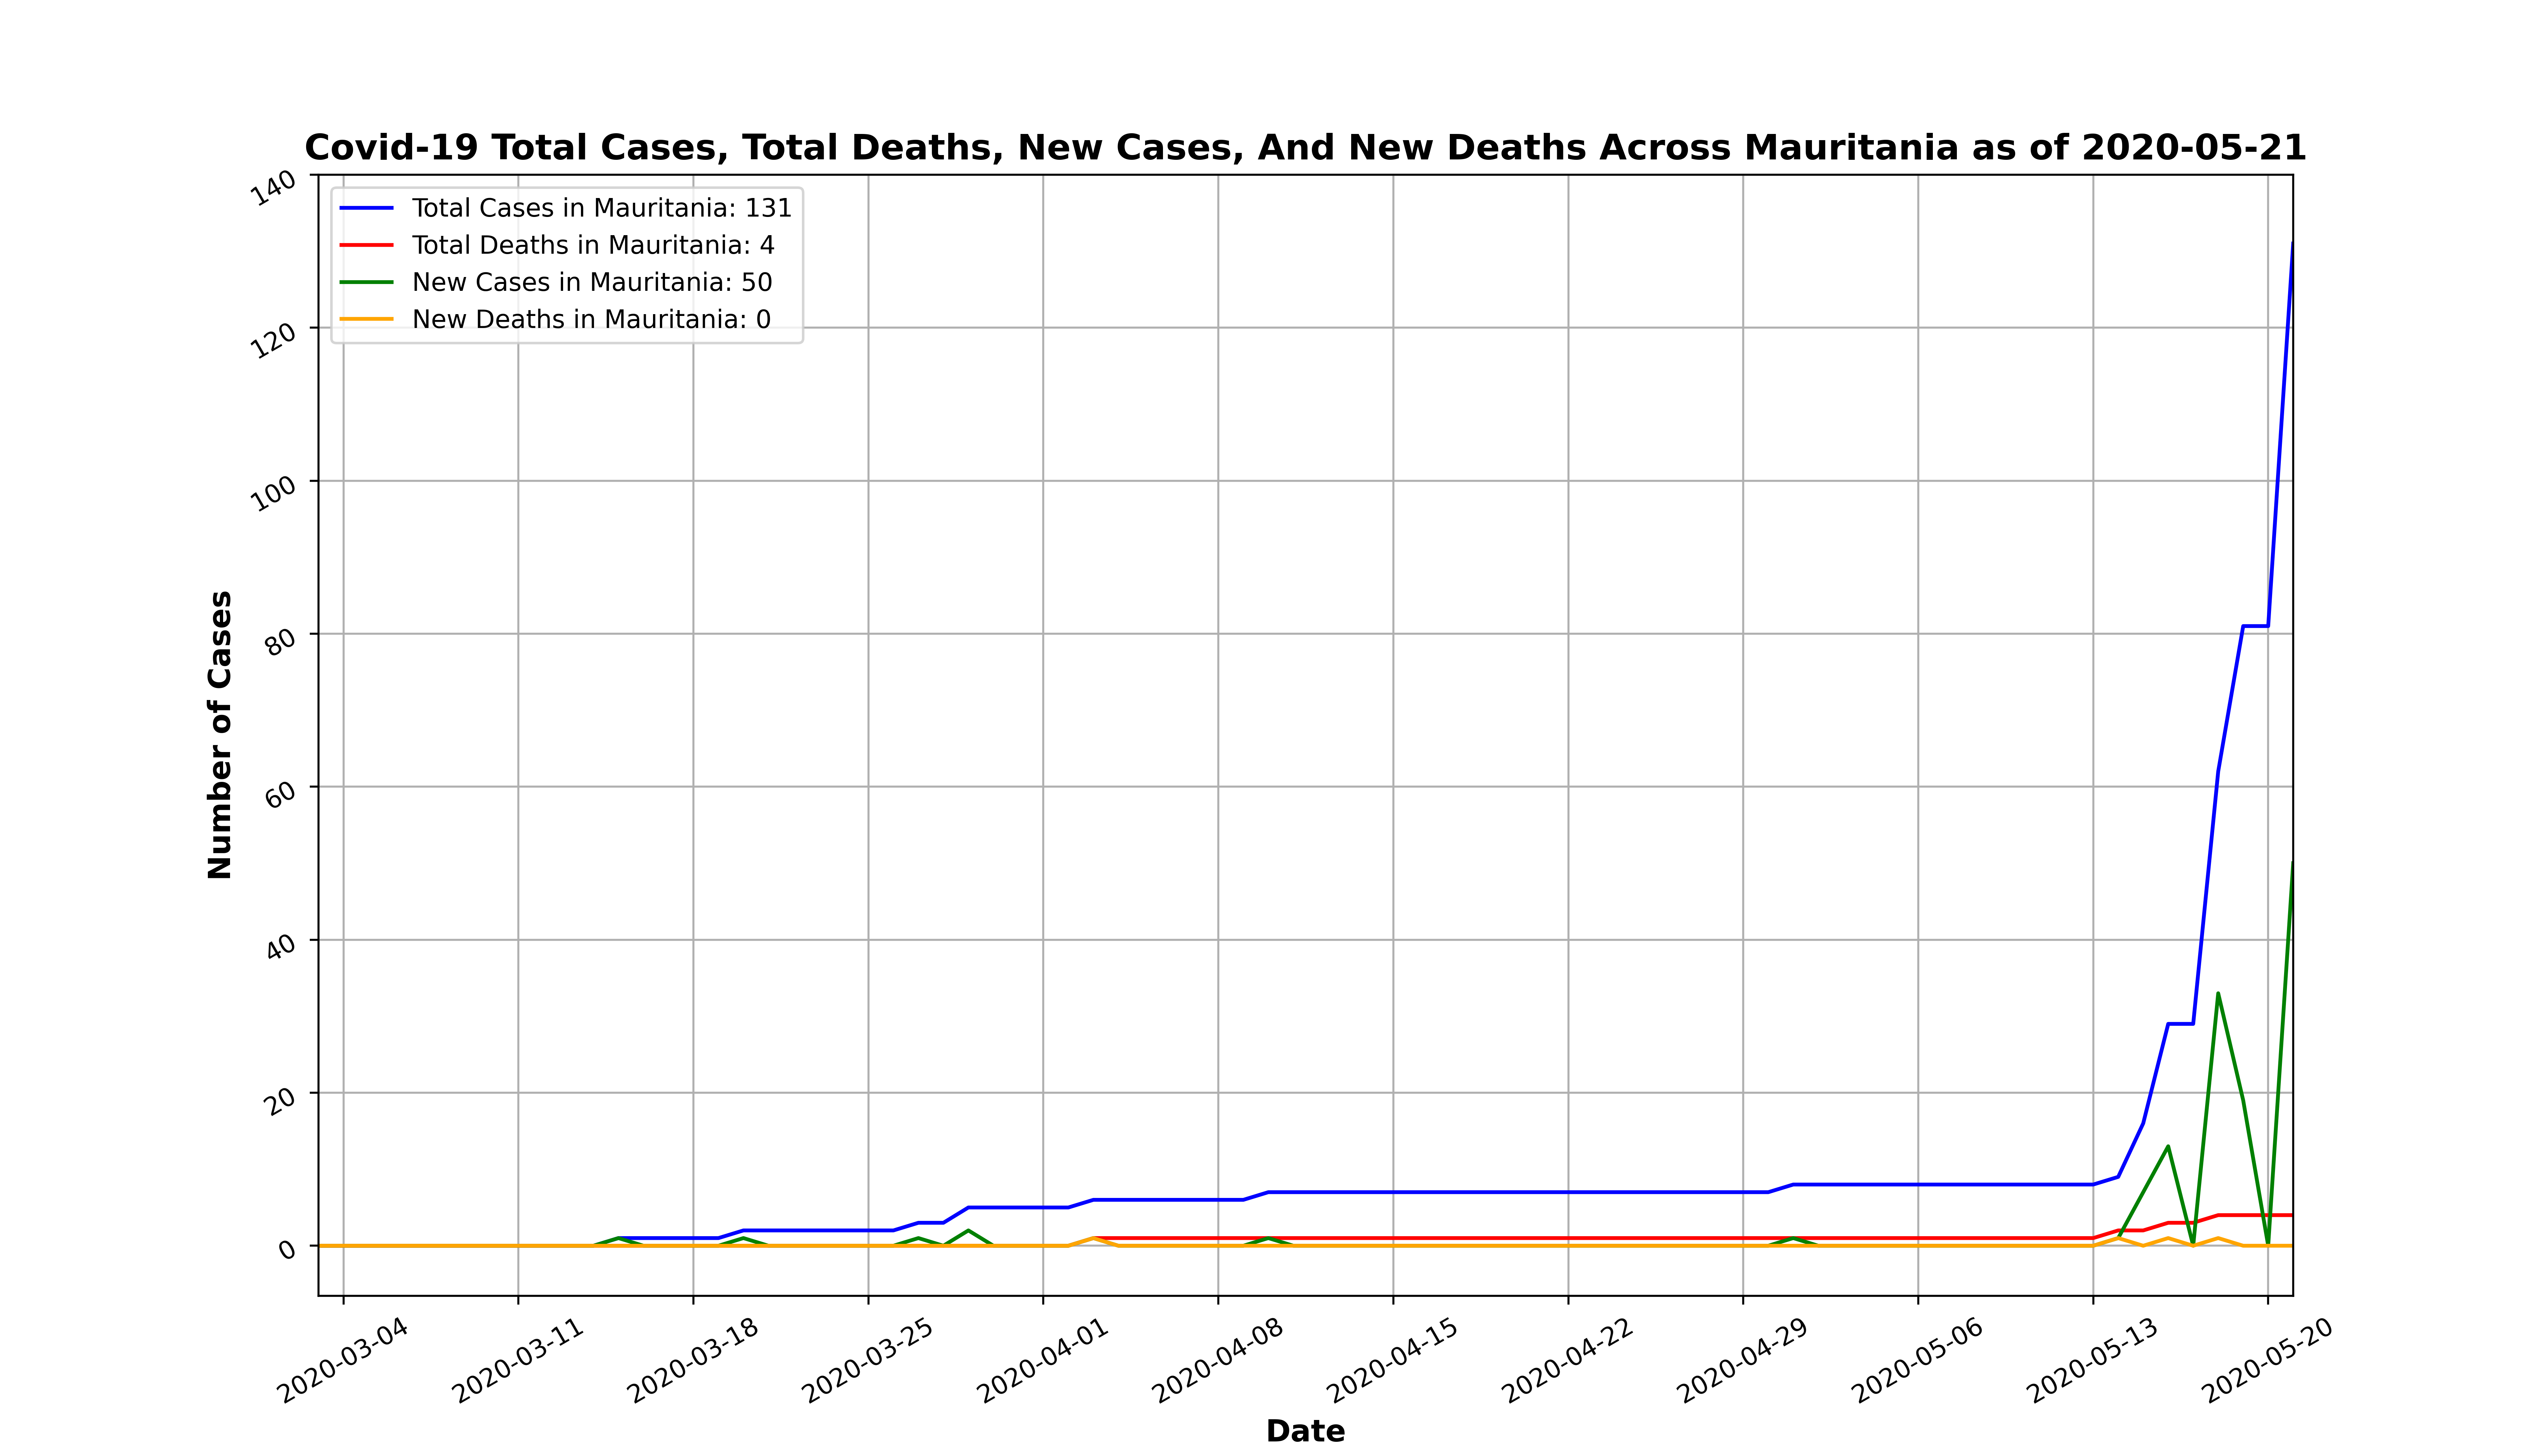 Covid-19 Total Cases, Total Deaths, New Cases, And New Deaths Across Mauritania as of 2020-05-21
Total Cases in Mauritania: 131
Total Deaths in Mauritania: 4
New Cases in Mauritania: 50
New Deaths in Mauritania: 0
Number of Cases
140
120
100
80
60
40
20
0
2020-03-04
2020-03-11
2020-03-18
2020-03-25
2020-04-01
2020-04-08
2020-04-15
2020-04-22
2020-04-29
2020-05-06
2020-05-13
2020-05-20
Date